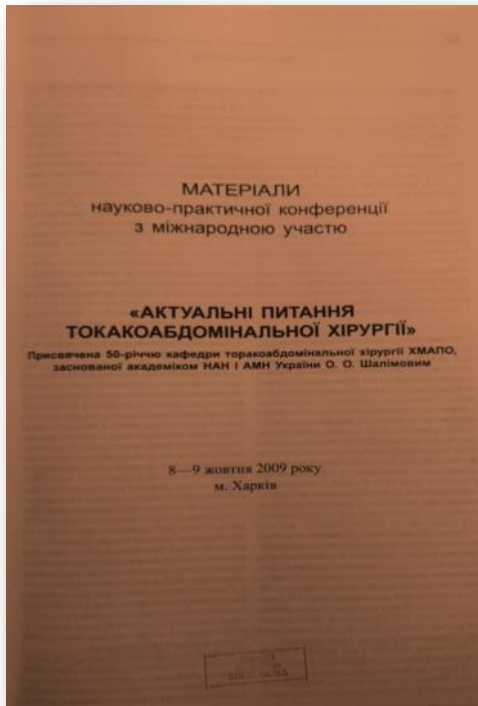 МАТЕРІАЛИ
науково-практичної конференції
з міжнародною участю
«АКТУАЛЬНІ ПИТАННЯ
ТОКАКОАБДОМІНАЛЬНОЇ ХІРУРГІЇ»
Присвячена 50-річчю кафедри торакоабдомінальної хірургії ХМАПО,
заснованої академіком НАН і АМН України О. О. Шалімовим
8—9 жовтня 2009 року
м. Харків